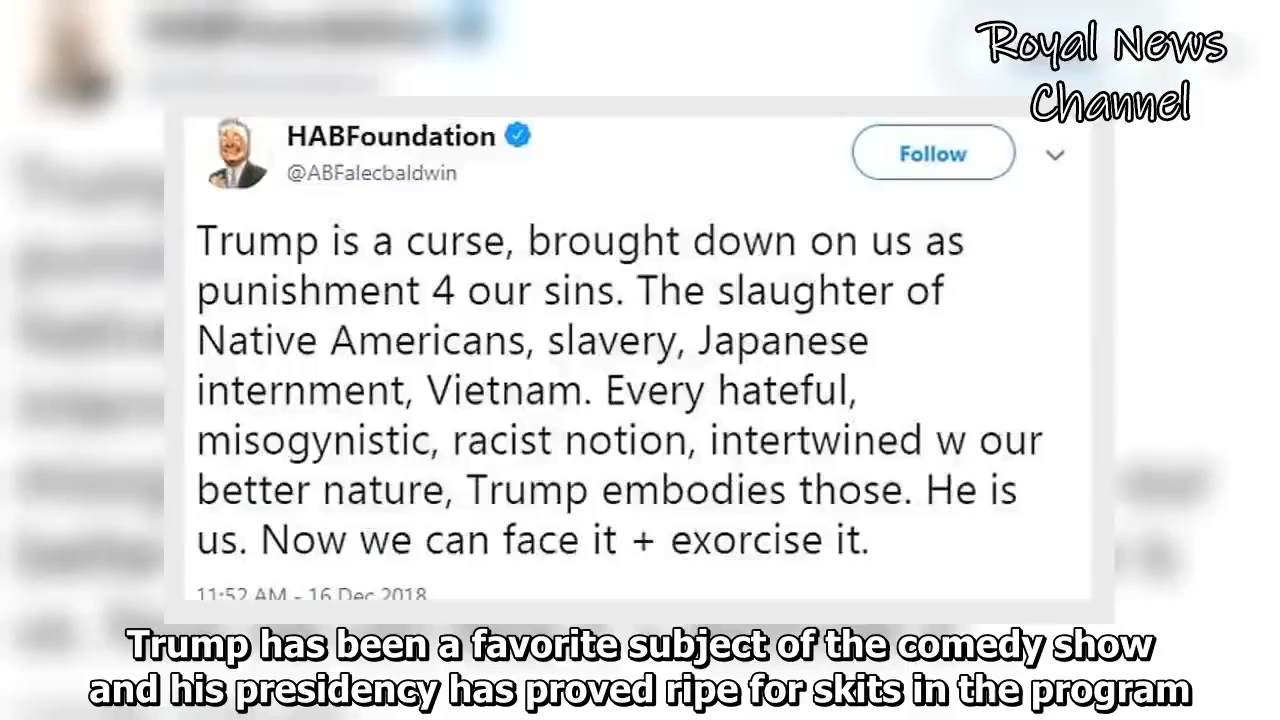 Royal News
Channel
HABFoundation
@ABFalecbaldwin
Follow
Trump is a curse, brought down on us as
punishment 4 our sins. The slaughter of
Native Americans, slavery, Japanese
internment, Vietnam. Every hateful,
misogynistic, racist notion, intertwined w our
better nature, Trump embodies those. He is
us. Now we can face it + exorcise it.
11:52 AM - 16 Dec 2018
Trump has been a favorite subject of the comedy show
and his presidency has proved ripe for skits in the program